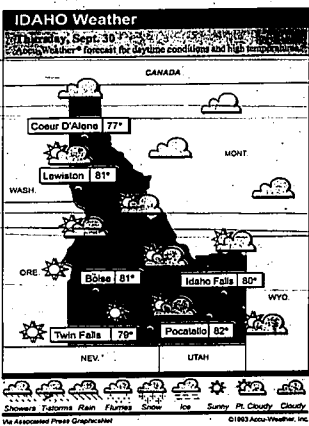 IDAHO Weather
Thursday, Sept. 30
Accu-Weather® forecast for daytime conditions and high temperatures
CANADA
Coeur D'Alene 77°
MONT.
Lewiston 81°
WASH.
ORE.
Boise 81°
Idaho Falls 80°
WYO.
Twin Falls 79°
Pocatello 82°
NEV.
UTAH
Showers T-storms Rain Flurries Snow Ice Sunny Pt. Cloudy Cloudy
Via Associated Press GraphicsNet ©1993 Accu-Weather, Inc.